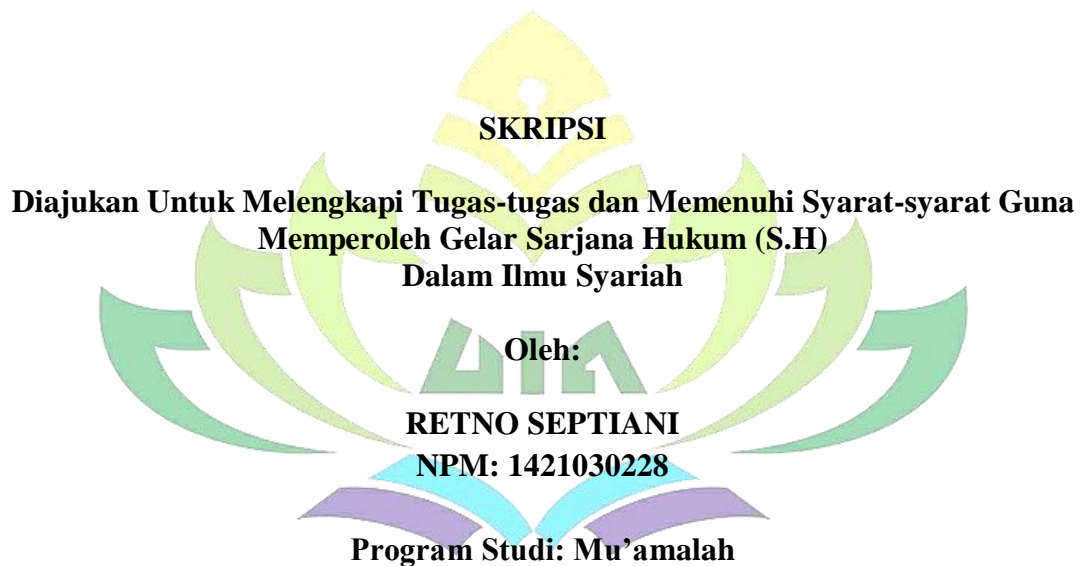 SKRIPSI
Diajukan Untuk Melengkapi Tugas-tugas dan Memenuhi Syarat-syarat Guna
Memperoleh Gelar Sarjana Hukum (S.H)
Dalam Ilmu Syariah
Oleh:
UIN
RETNO SEPTIANI
NPM: 1421030228
Program Studi: Mu’amalah